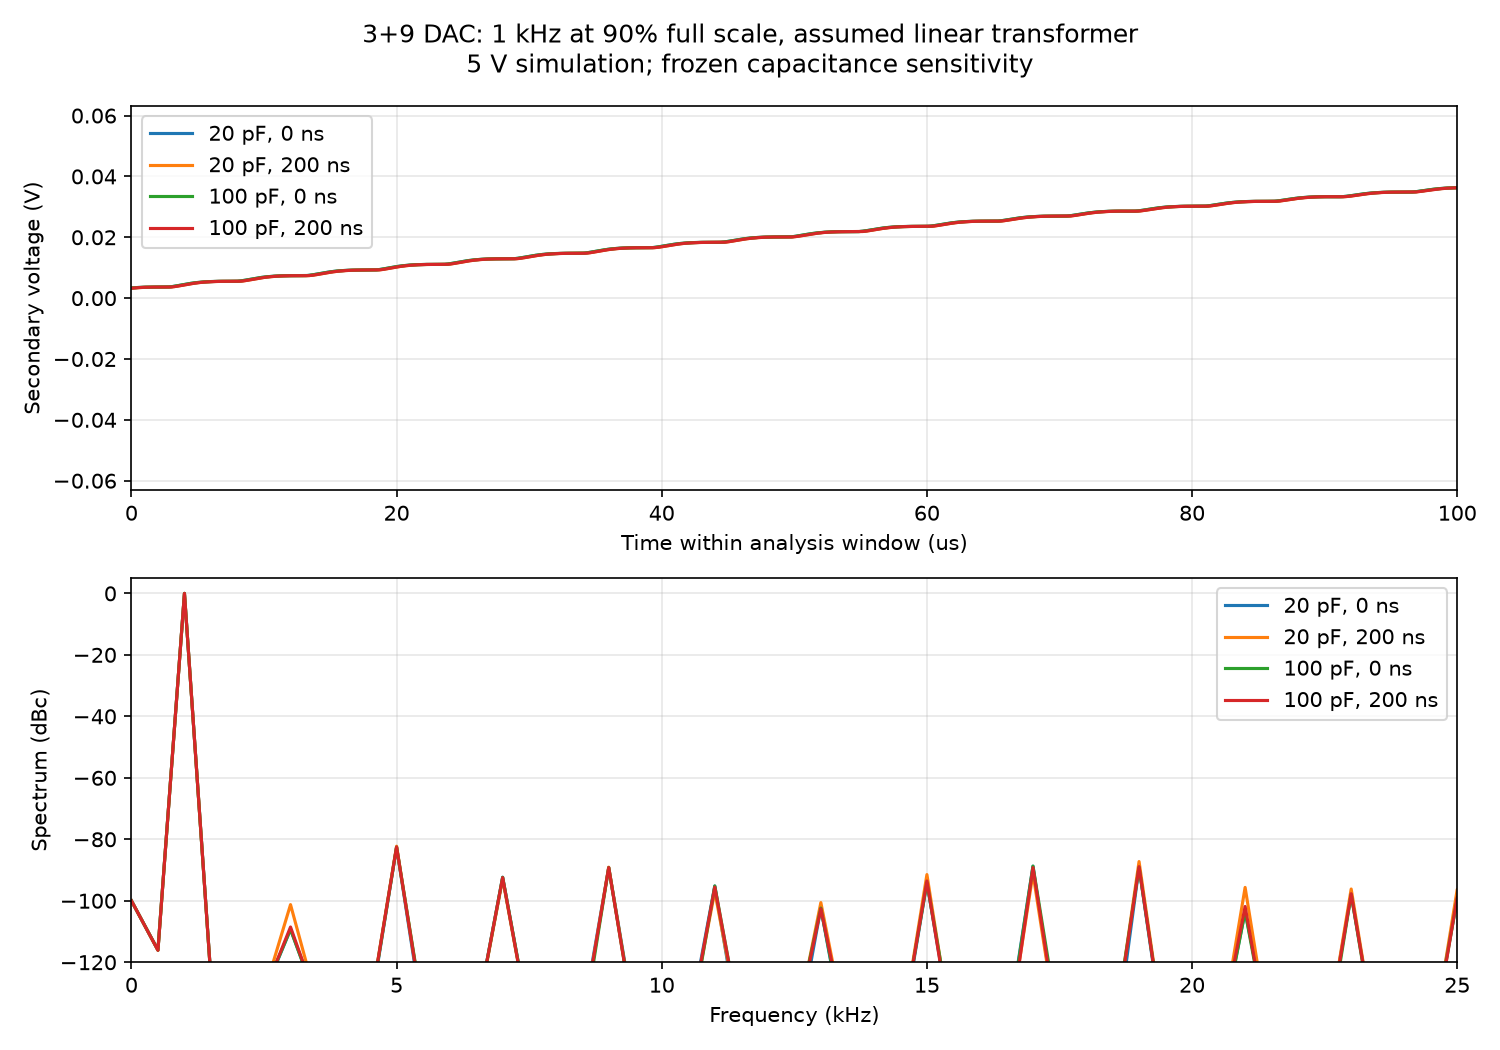 3+9 DAC: 1 kHz at 90% full scale, assumed linear transformer
5 V simulation; frozen capacitance sensitivity
0.06
0.04
0.02
0.00
−0.02
−0.04
−0.06
Secondary voltage (V)
20 pF, 0 ns
20 pF, 200 ns
100 pF, 0 ns
100 pF, 200 ns
0 20 40 60 80 100
Time within analysis window (us)
0
−20
−40
−60
−80
−100
−120
Spectrum (dBc)
20 pF, 0 ns
20 pF, 200 ns
100 pF, 0 ns
100 pF, 200 ns
0 5 10 15 20 25
Frequency (kHz)